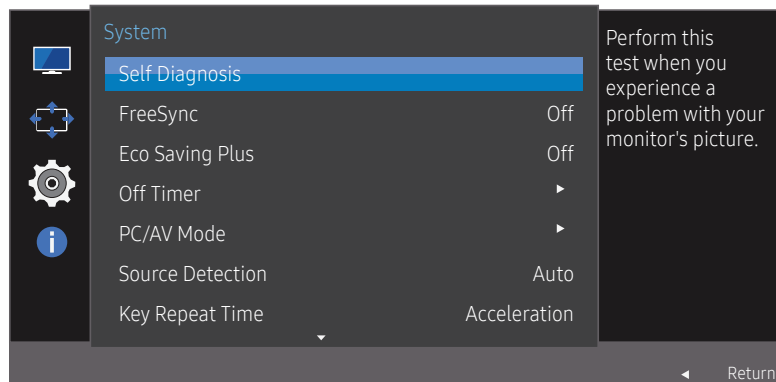 System
Self Diagnosis
FreeSync Off
Eco Saving Plus Off
Off Timer
PC/AV Mode
Source Detection Auto
Key Repeat Time Acceleration
Perform this
test when you
experience a
problem with your
monitor's picture.
Return